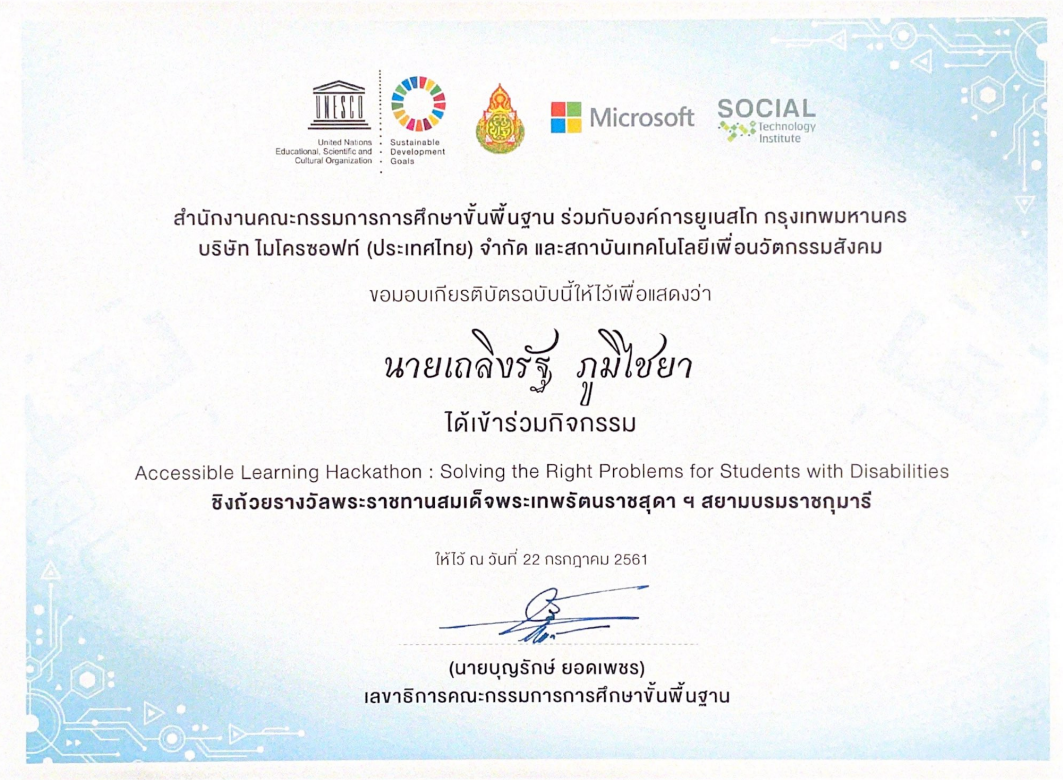 UNESCO
United Nations
Educational, Scientific and
Cultural Organization
Sustainable
Development
Goals
Microsoft
SOCIAL
Technology
Institute
สำนักงานคณะกรรมการการศึกษาขั้นพื้นฐาน ร่วมกับองค์การยูเนสโก กรุงเทพมหานคร
บริษัท ไมโครซอฟท์ (ประเทศไทย) จำกัด และสถาบันเทคโนโลยีเพื่อนวัตกรรมสังคม
ขอมอบเกียรติบัตรฉบับนี้ให้ไว้เพื่อแสดงว่า
นายเถลิงรัฐ ภูมิไชยา
ได้เข้าร่วมกิจกรรม
Accessible Learning Hackathon : Solving the Right Problems for Students with Disabilities
ชิงถ้วยรางวัลพระราชทานสมเด็จพระเทพรัตนราชสุดา ฯ สยามบรมราชกุมารี
ให้ไว้ ณ วันที่ 22 กรกฎาคม 2561
(นายบุญรักษ์ ยอดเพชร)
เลขาธิการคณะกรรมการการศึกษาขั้นพื้นฐาน